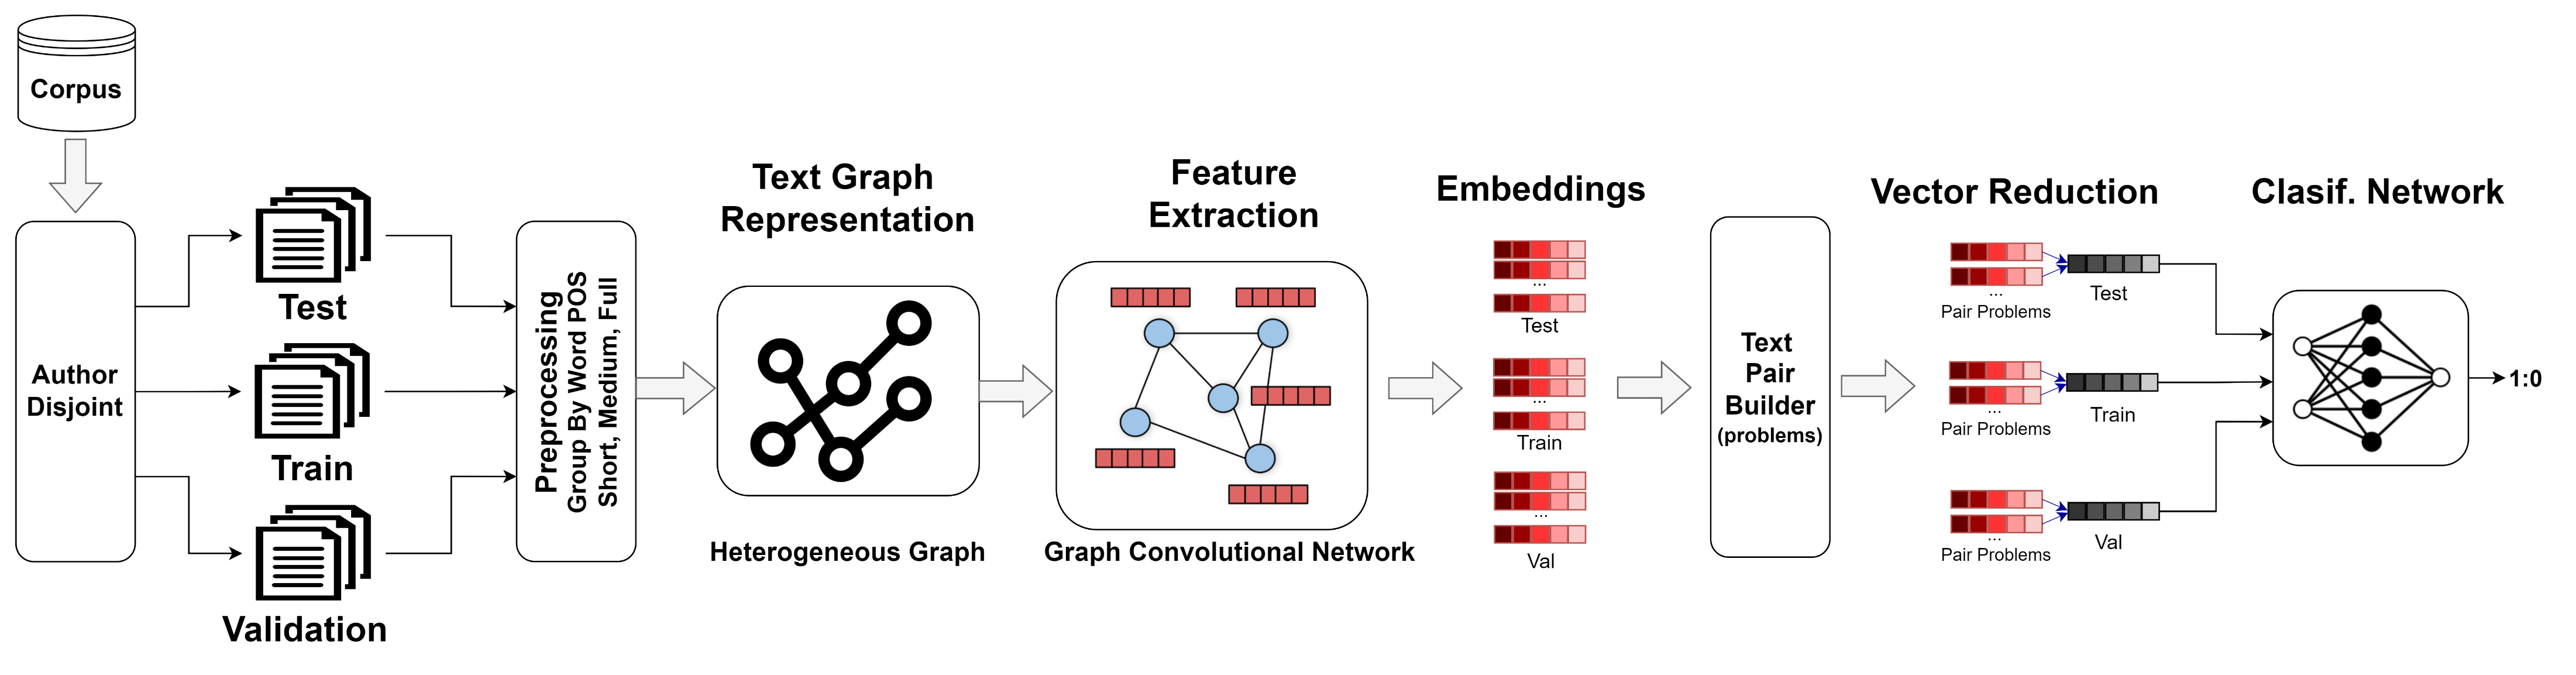 Corpus
Author
Disjoint
Test
Train
Validation
Preprocessing
Group By Word POS
Short, Medium, Full
Text Graph
Representation
Heterogeneous Graph
Feature
Extraction
Graph Convolutional Network
Embeddings
...
Test
...
Train
...
Val
Text
Pair
Builder
(problems)
Vector Reduction
...
Pair Problems
Test
...
Pair Problems
Train
...
Pair Problems
Val
Clasif. Network
1:0